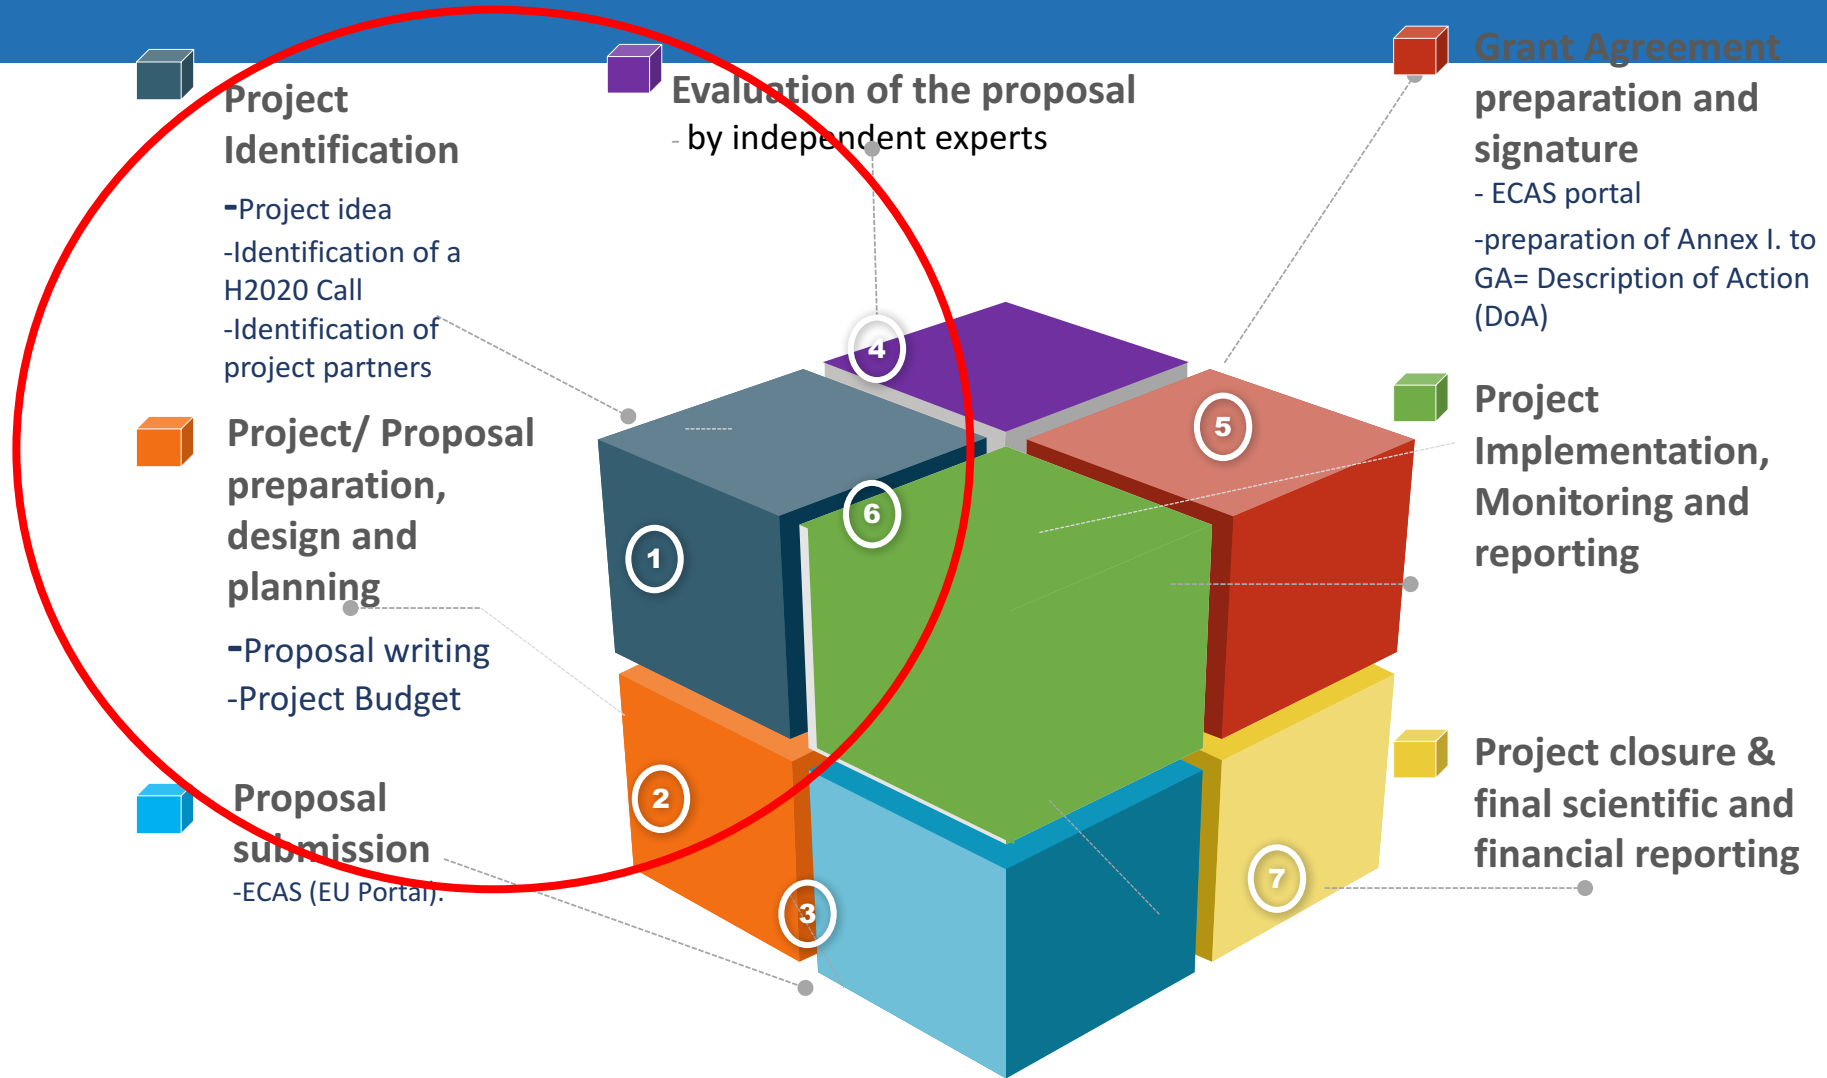 Project
Identification
-Project idea
-Identification of a
H2020 Call
-Identification of
project partners
Project/ Proposal
preparation,
design and
planning
-Proposal writing
-Project Budget
Proposal
submission
-ECAS (EU Portal).
Evaluation of the proposal
- by independent experts
Grant Agreement
preparation and
signature
- ECAS portal
-preparation of Annex I. to
GA= Description of Action
(DoA)
Project
Implementation,
Monitoring and
reporting
Project closure &
final scientific and
financial reporting
4
5
6
1
2
3
7